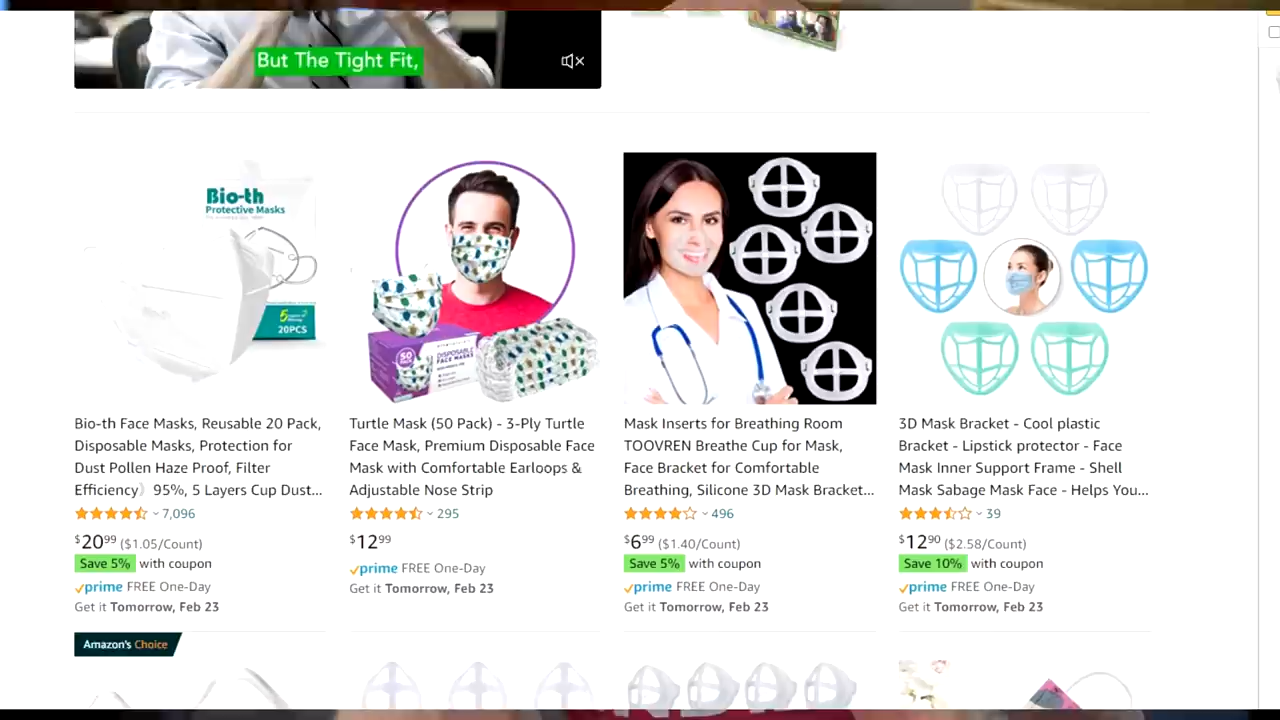 But The Tight Fit,
Bio-th
Protective Masks
20PCS
50
DISPOSABLE
FACE MASKS
Bio-th Face Masks, Reusable 20 Pack,
Disposable Masks, Protection for
Dust Pollen Haze Proof, Filter
Efficiency》95%, 5 Layers Cup Dust...
7,096
$20.99 ($1.05/Count)
Save 5% with coupon
prime FREE One-Day
Get it Tomorrow, Feb 23
Turtle Mask (50 Pack) - 3-Ply Turtle
Face Mask, Premium Disposable Face
Mask with Comfortable Earloops &
Adjustable Nose Strip
295
$12.99
prime FREE One-Day
Get it Tomorrow, Feb 23
Mask Inserts for Breathing Room
TOOVREN Breathe Cup for Mask,
Face Bracket for Comfortable
Breathing, Silicone 3D Mask Bracket...
496
$6.99 ($1.40/Count)
Save 5% with coupon
prime FREE One-Day
Get it Tomorrow, Feb 23
3D Mask Bracket - Cool plastic
Bracket - Lipstick protector - Face
Mask Inner Support Frame - Shell
Mask Sabage Mask Face - Helps You...
39
$12.90 ($2.58/Count)
Save 10% with coupon
prime FREE One-Day
Get it Tomorrow, Feb 23
Amazon's Choice